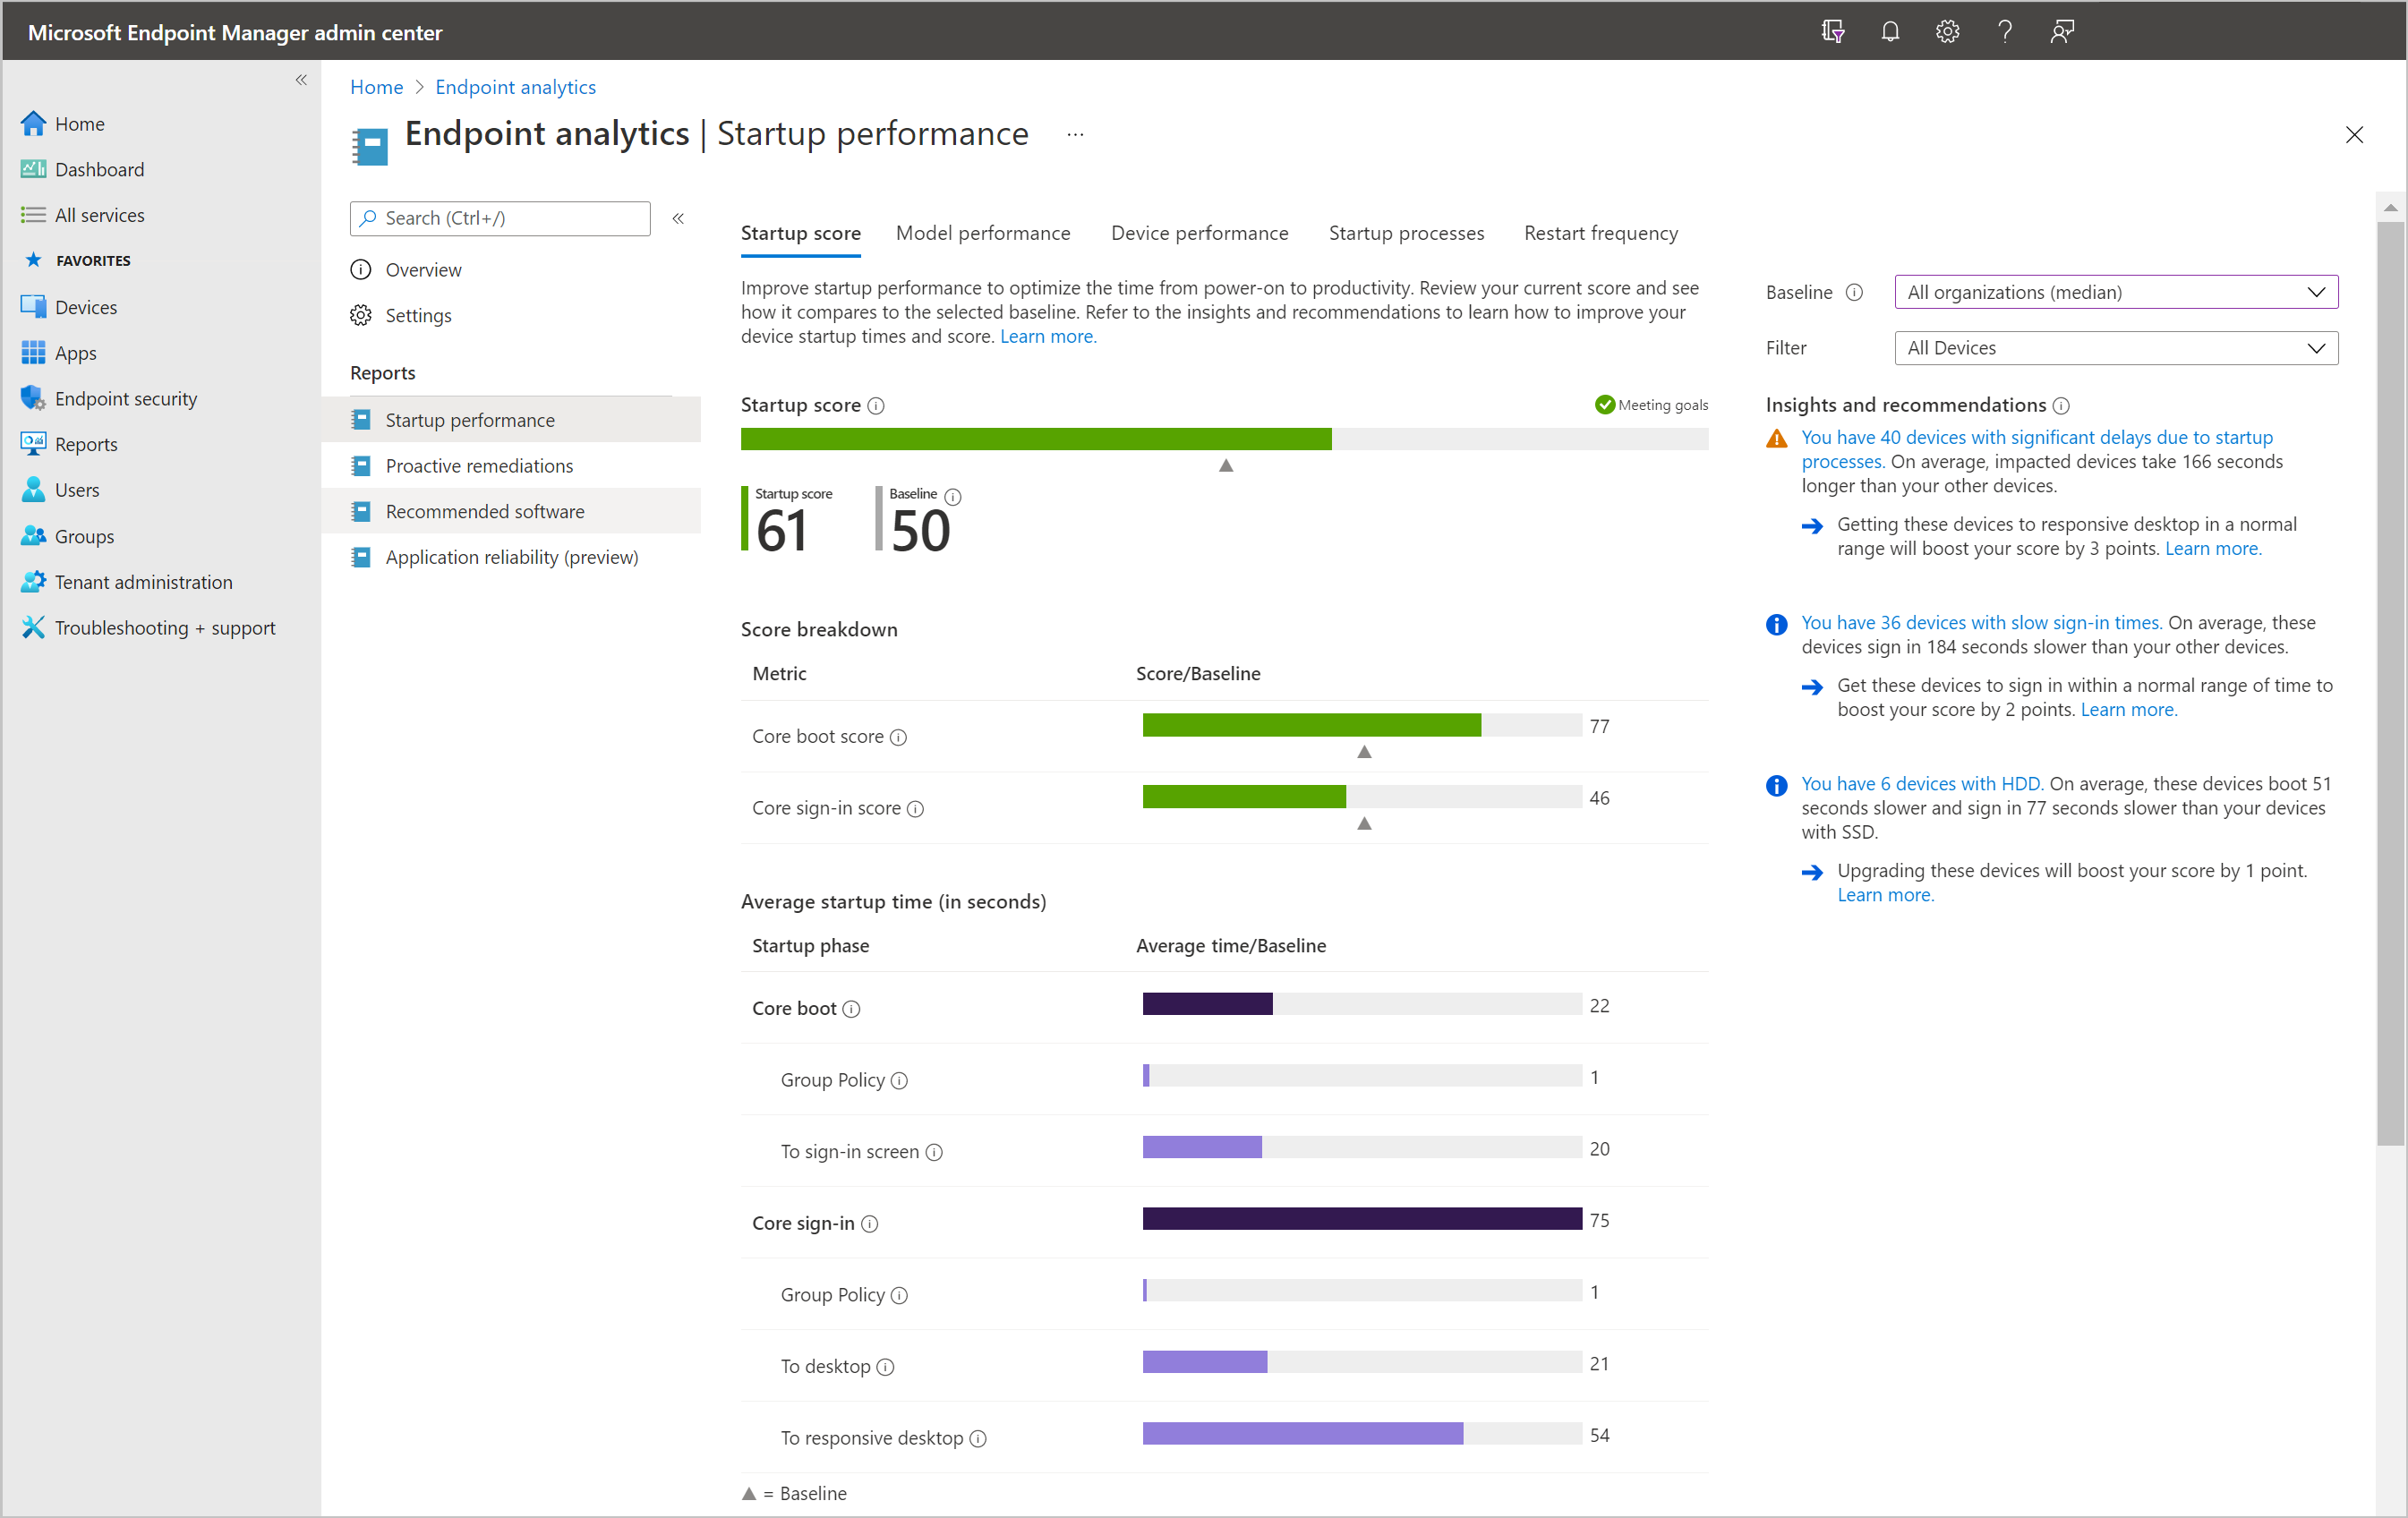 Microsoft Endpoint Manager admin center
Home
Dashboard
All services
FAVORITES
Devices
Apps
Endpoint security
Reports
Users
Groups
Tenant administration
Troubleshooting + support
Home > Endpoint analytics
Endpoint analytics | Startup performance ...
Search (Ctrl+/)
Overview
Settings
Reports
Startup performance
Proactive remediations
Recommended software
Application reliability (preview)
Startup score Model performance Device performance Startup processes Restart frequency
Improve startup performance to optimize the time from power-on to productivity. Review your current score and see
how it compares to the selected baseline. Refer to the insights and recommendations to learn how to improve your
device startup times and score. Learn more.
Startup score Meeting goals
Startup score Baseline
61 50
Score breakdown
Metric Score/Baseline
Core boot score 77
Core sign-in score 46
Average startup time (in seconds)
Startup phase Average time/Baseline
Core boot 22
Group Policy 1
To sign-in screen 20
Core sign-in 75
Group Policy 1
To desktop 21
To responsive desktop 54
▲ = Baseline
Baseline All organizations (median)
Filter All Devices
Insights and recommendations
You have 40 devices with significant delays due to startup
processes. On average, impacted devices take 166 seconds
longer than your other devices.
Getting these devices to responsive desktop in a normal
range will boost your score by 3 points. Learn more.
You have 36 devices with slow sign-in times. On average, these
devices sign in 184 seconds slower than your other devices.
Get these devices to sign in within a normal range of time to
boost your score by 2 points. Learn more.
You have 6 devices with HDD. On average, these devices boot 51
seconds slower and sign in 77 seconds slower than your devices
with SSD.
Upgrading these devices will boost your score by 1 point.
Learn more.